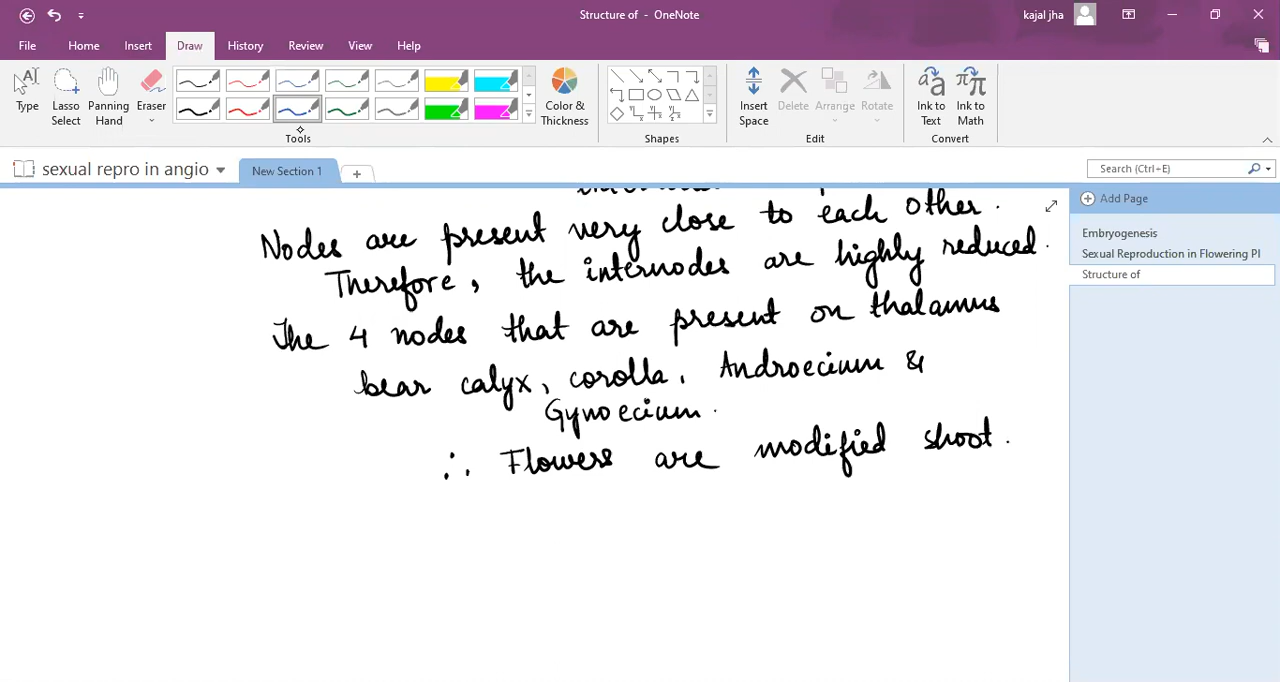 Structure of - OneNote
kajal jha
File Home Insert Draw History Review View Help
Type
Lasso Select
Panning Hand
Eraser
Color & Thickness
Insert Space
Delete
Arrange
Rotate
Ink to Text
Ink to Math
Tools
Shapes
Edit
Convert
sexual repro in angio
New Section 1
Search (Ctrl+E)
Add Page
Embryogenesis
Sexual Reproduction in Flowering Pl
Structure of
Nodes are present very close to each other.
Therefore, the internodes are highly reduced.
The 4 nodes that are present on thalamus
bear calyx, corolla, Androecium &
Gynoecium.
∴ Flowers are modified shoot.